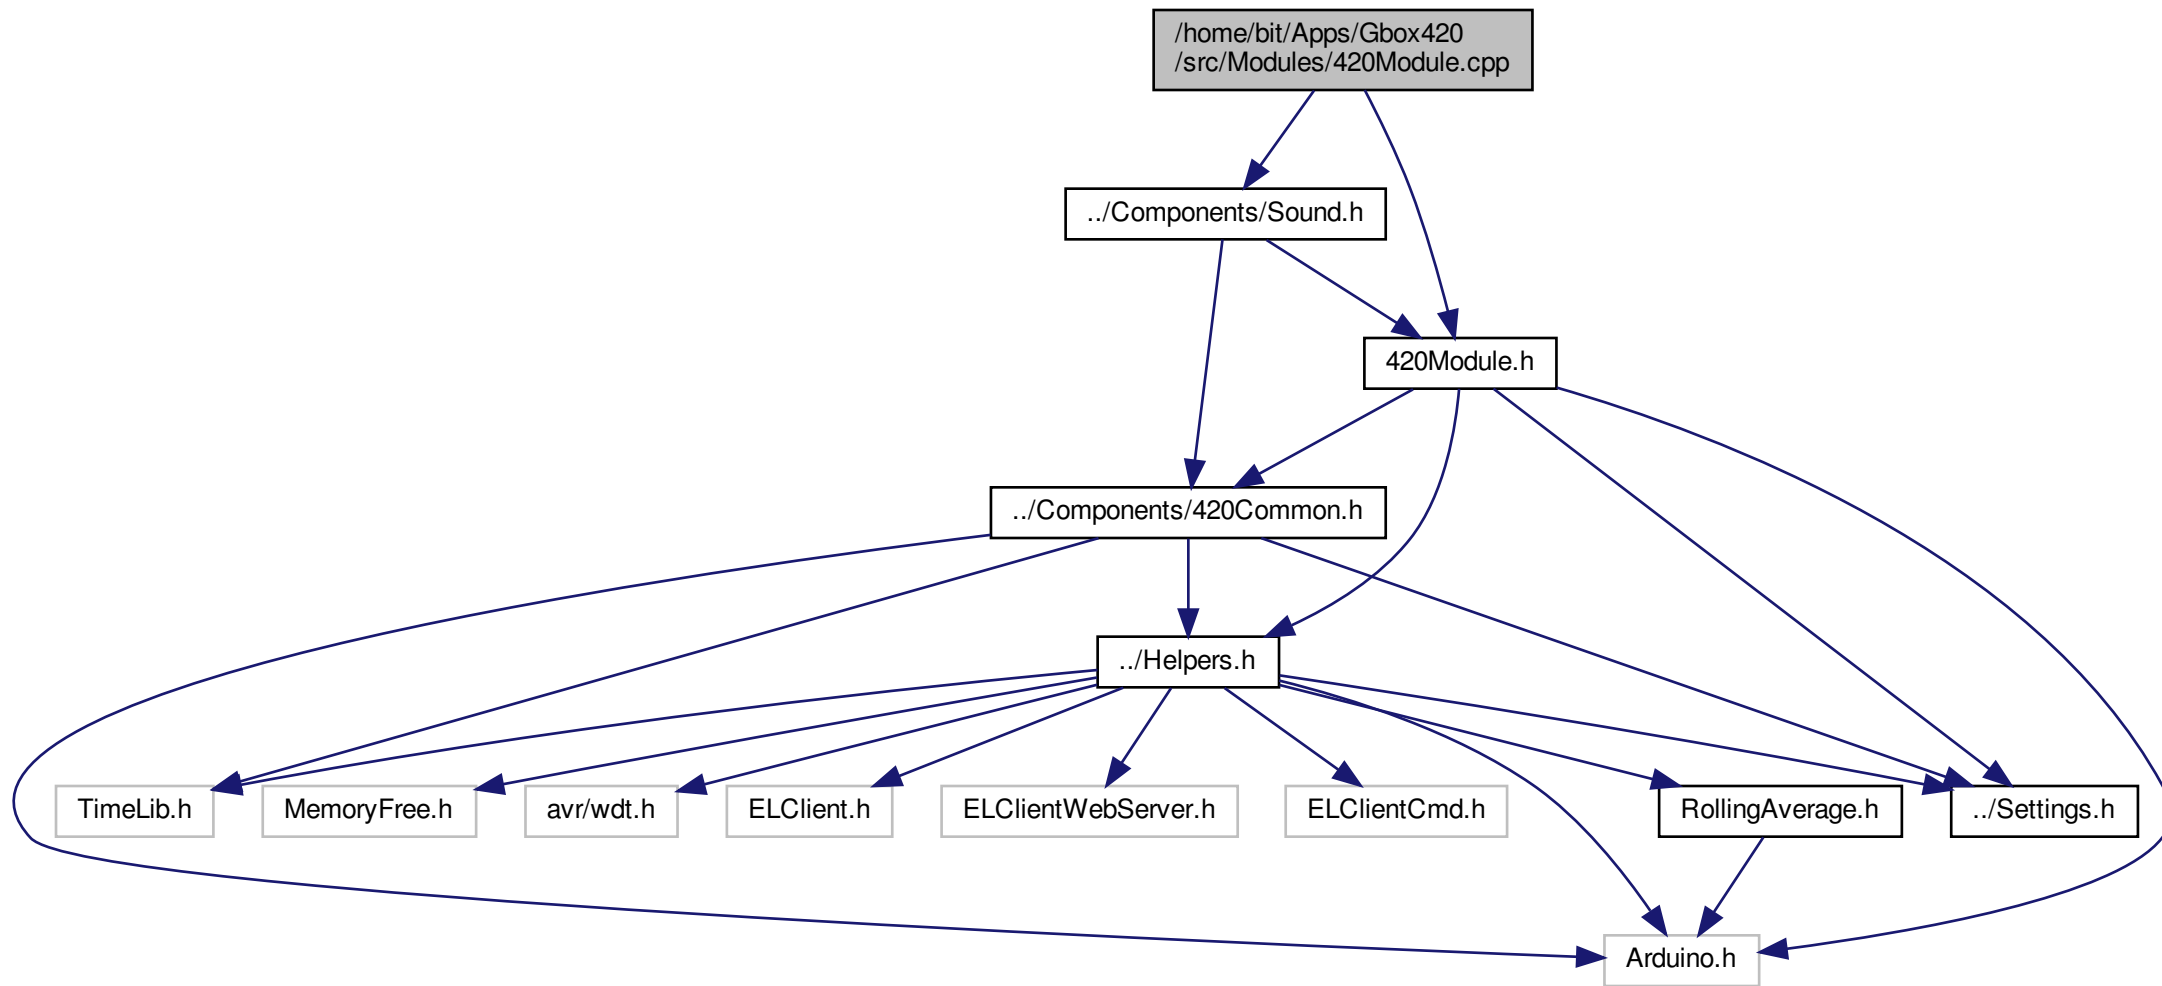 /home/bit/Apps/Gbox420
/src/Modules/420Module.cpp
../Components/Sound.h
420Module.h
../Components/420Common.h
../Helpers.h
TimeLib.h
MemoryFree.h
avr/wdt.h
ELClient.h
ELClientWebServer.h
ELClientCmd.h
RollingAverage.h
../Settings.h
Arduino.h